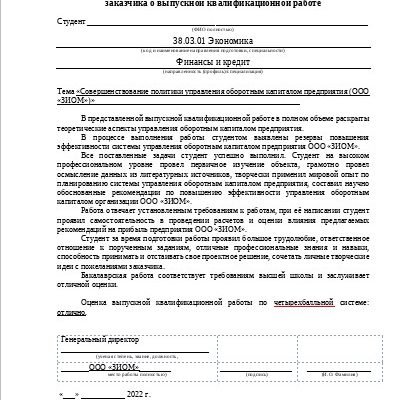 заказчика о выпускной квалификационной работе
Студент
(ФИО полностью)
38.03.01 Экономика
(код и наименование направления подготовки, специальности)
Финансы и кредит
(направленность (профиль)/специализация)
Тема «Совершенствование политики управления оборотным капиталом предприятия (ООО
«ЗИОМ»)»
В представленной выпускной квалификационной работе в полном объеме раскрыты
теоретические аспекты управления оборотным капиталом предприятия.
В процессе выполнения работы студентом выявлены резервы повышения
эффективности системы управления оборотным капиталом предприятия ООО «ЗИОМ».
Все поставленные задачи студент успешно выполнил. Студент на высоком
профессиональном уровне провел первичное изучение объекта, грамотно провел
осмысление данных из литературных источников, творчески применил мировой опыт по
планированию системы управления оборотным капиталом предприятия, составил научно
обоснованные рекомендации по повышению эффективности управления оборотным
капиталом организации ООО «ЗИОМ».
Работа отвечает установленным требованиям к работам, при её написании студент
проявил самостоятельность в проведении расчетов и оценки влияния предлагаемых
рекомендаций на прибыль предприятия ООО «ЗИОМ».
Студент за время подготовки работы проявил большое трудолюбие, ответственное
отношение к порученным заданиям, отличные профессиональные знания и навыки,
способность принимать и отстаивать свое проектное решение, сочетать личные творческие
идеи с пожеланиями заказчика.
Бакалаврская работа соответствует требованиям высшей школы и заслуживает
отличной оценки.
Оценка выпускной квалификационной работы по четырехбалльной системе:
отлично.
Генеральный директор
(ученая степень, звание, должность,
ООО «ЗИОМ»
место работы полностью)
(подпись)
(И.О. Фамилия)
«___» __________ 2022 г.